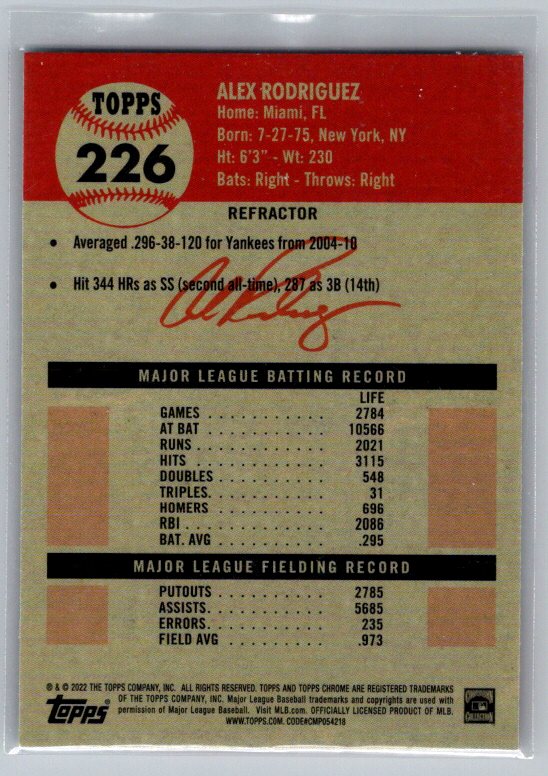 TOPPS
226
ALEX RODRIGUEZ
Home: Miami, FL
Born: 7-27-75, New York, NY
Ht: 6'3" - Wt: 230
Bats: Right - Throws: Right
REFRACTOR
• Averaged .296-38-120 for Yankees from 2004-10
• Hit 344 HRs as SS (second all-time), 287 as 3B (14th)
MAJOR LEAGUE BATTING RECORD
LIFE
GAMES . . . . . . . . . . . 2784
AT BAT . . . . . . . . . . . 10566
RUNS . . . . . . . . . . . 2021
HITS . . . . . . . . . . . . 3115
DOUBLES . . . . . . . . . . 548
TRIPLES. . . . . . . . . . . 31
HOMERS . . . . . . . . . . 696
RBI . . . . . . . . . . . . . 2086
BAT. AVG . . . . . . . . . . .295
MAJOR LEAGUE FIELDING RECORD
PUTOUTS . . . . . . . . . . 2785
ASSISTS. . . . . . . . . . . 5685
ERRORS. . . . . . . . . . . 235
FIELD AVG . . . . . . . . . .973
® & © 2022 THE TOPPS COMPANY, INC. ALL RIGHTS RESERVED. TOPPS AND TOPPS CHROME ARE REGISTERED TRADEMARKS
OF THE TOPPS COMPANY, INC. Major League Baseball trademarks and copyrights are used with
permission of Major League Baseball. Visit MLB.com. OFFICIALLY LICENSED PRODUCT OF MLB.
WWW.TOPPS.COM. CODE#CMP054218
Topps